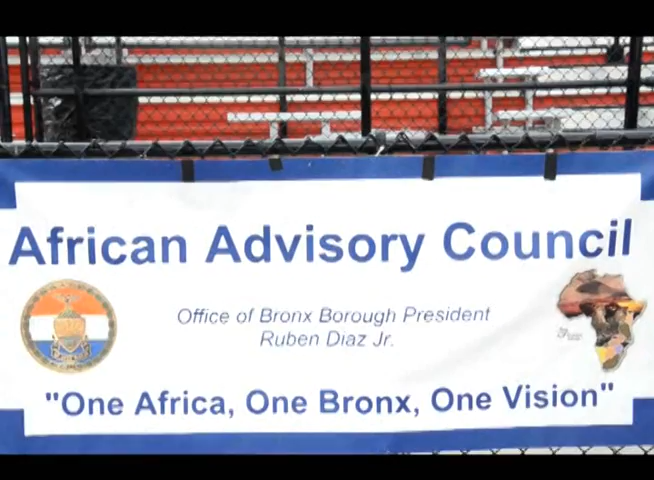 African Advisory Council
Office of Bronx Borough President
Ruben Diaz Jr.
"One Africa, One Bronx, One Vision"